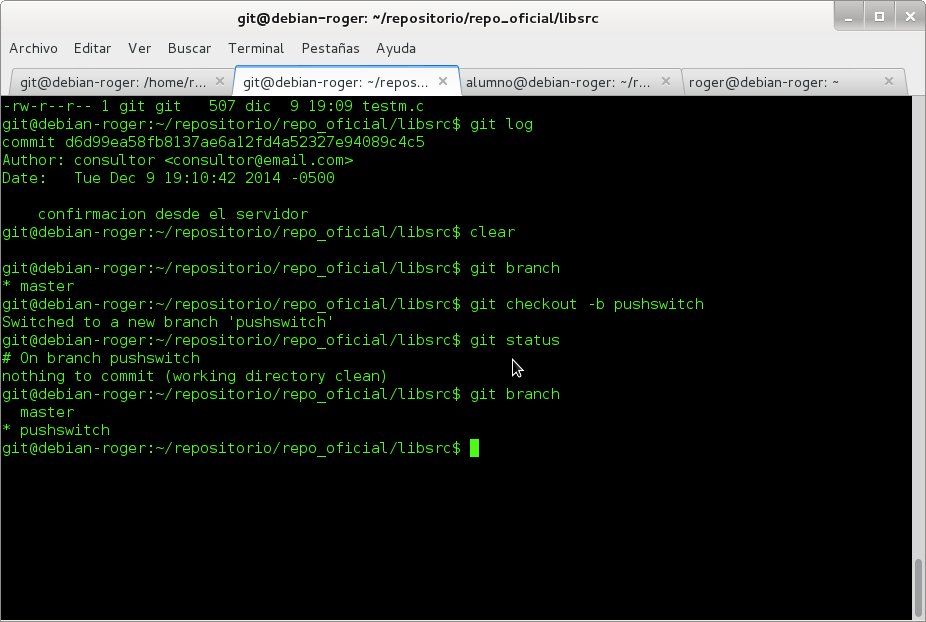 git@debian-roger: ~/repositorio/repo_oficial/libsrc
Archivo Editar Ver Buscar Terminal Pestañas Ayuda
git@debian-roger: /home/r... git@debian-roger: ~/repos... alumno@debian-roger: ~/r... roger@debian-roger: ~
-rw-r--r-- 1 git git   507 dic  9 19:09 testm.c
git@debian-roger:~/repositorio/repo_oficial/libsrc$ git log
commit d6d99ea58fb8137ae6a12fd4a52327e94089c4c5
Author: consultor <consultor@email.com>
Date:   Tue Dec 9 19:10:42 2014 -0500
    confirmacion desde el servidor
git@debian-roger:~/repositorio/repo_oficial/libsrc$ clear
git@debian-roger:~/repositorio/repo_oficial/libsrc$ git branch
* master
git@debian-roger:~/repositorio/repo_oficial/libsrc$ git checkout -b pushswitch
Switched to a new branch 'pushswitch'
git@debian-roger:~/repositorio/repo_oficial/libsrc$ git status
# On branch pushswitch
nothing to commit (working directory clean)
git@debian-roger:~/repositorio/repo_oficial/libsrc$ git branch
  master
* pushswitch
git@debian-roger:~/repositorio/repo_oficial/libsrc$